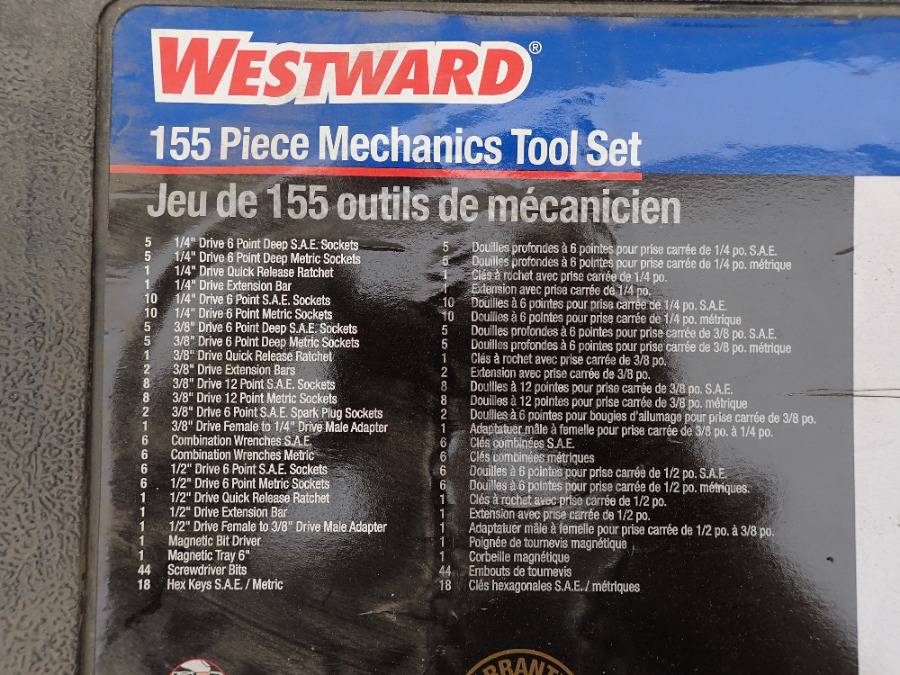 WESTWARD®
155 Piece Mechanics Tool Set
Jeu de 155 outils de mécanicien
5 1/4" Drive 6 Point Deep S.A.E. Sockets
5 1/4" Drive 6 Point Deep Metric Sockets
1 1/4" Drive Quick Release Ratchet
1 1/4" Drive Extension Bar
10 1/4" Drive 6 Point S.A.E. Sockets
10 1/4" Drive 6 Point Metric Sockets
5 3/8" Drive 6 Point Deep S.A.E. Sockets
5 3/8" Drive 6 Point Deep Metric Sockets
1 3/8" Drive Quick Release Ratchet
2 3/8" Drive Extension Bars
8 3/8" Drive 12 Point S.A.E. Sockets
8 3/8" Drive 12 Point Metric Sockets
2 3/8" Drive 6 Point S.A.E. Spark Plug Sockets
1 3/8" Drive Female to 1/4" Drive Male Adapter
6 Combination Wrenches S.A.E.
6 Combination Wrenches Metric
6 1/2" Drive 6 Point S.A.E. Sockets
6 1/2" Drive 6 Point Metric Sockets
1 1/2" Drive Quick Release Ratchet
1 1/2" Drive Extension Bar
1 1/2" Drive Female to 3/8" Drive Male Adapter
1 Magnetic Bit Driver
1 Magnetic Tray 6"
44 Screwdriver Bits
18 Hex Keys S.A.E. / Metric
5 Douilles profondes à 6 pointes pour prise carrée de 1/4 po. S.A.E.
5 Douilles profondes à 6 pointes pour prise carrée de 1/4 po. métrique
1 Clés à rochet avec prise carrée de 1/4 po.
1 Extension avec prise carrée de 1/4 po.
10 Douilles à 6 pointes pour prise carrée de 1/4 po. S.A.E.
10 Douilles à 6 pointes pour prise carrée de 1/4 po. métrique
5 Douilles profondes à 6 pointes pour prise carrée de 3/8 po. S.A.E.
5 Douilles profondes à 6 pointes pour prise carrée de 3/8 po. métrique
1 Clés à rochet avec prise carrée de 3/8 po.
2 Extension avec prise carrée de 3/8 po.
8 Douilles à 12 pointes pour prise carrée de 3/8 po. S.A.E.
8 Douilles à 12 pointes pour prise carrée de 3/8 po. métrique
2 Douilles à 6 pointes pour bougies d'allumage pour prise carrée de 3/8 po.
1 Adaptatuer mâle à femelle pour prise carrée de 3/8 po. à 1/4 po.
6 Clés combinées S.A.E.
6 Clés combinées métriques
6 Douilles à 6 pointes pour prise carrée de 1/2 po. S.A.E.
6 Douilles à 6 pointes pour prise carrée de 1/2 po. métriques.
1 Clés à rochet avec prise carrée de 1/2 po.
1 Extension avec prise carrée de 1/2 po.
1 Adaptatuer mâle à femelle pour prise carrée de 1/2 po. à 3/8 po.
1 Poignée de tournevis magnétique
1 Corbeille magnétique
44 Embouts de tournevis
18 Clés hexagonales S.A.E. / métriques